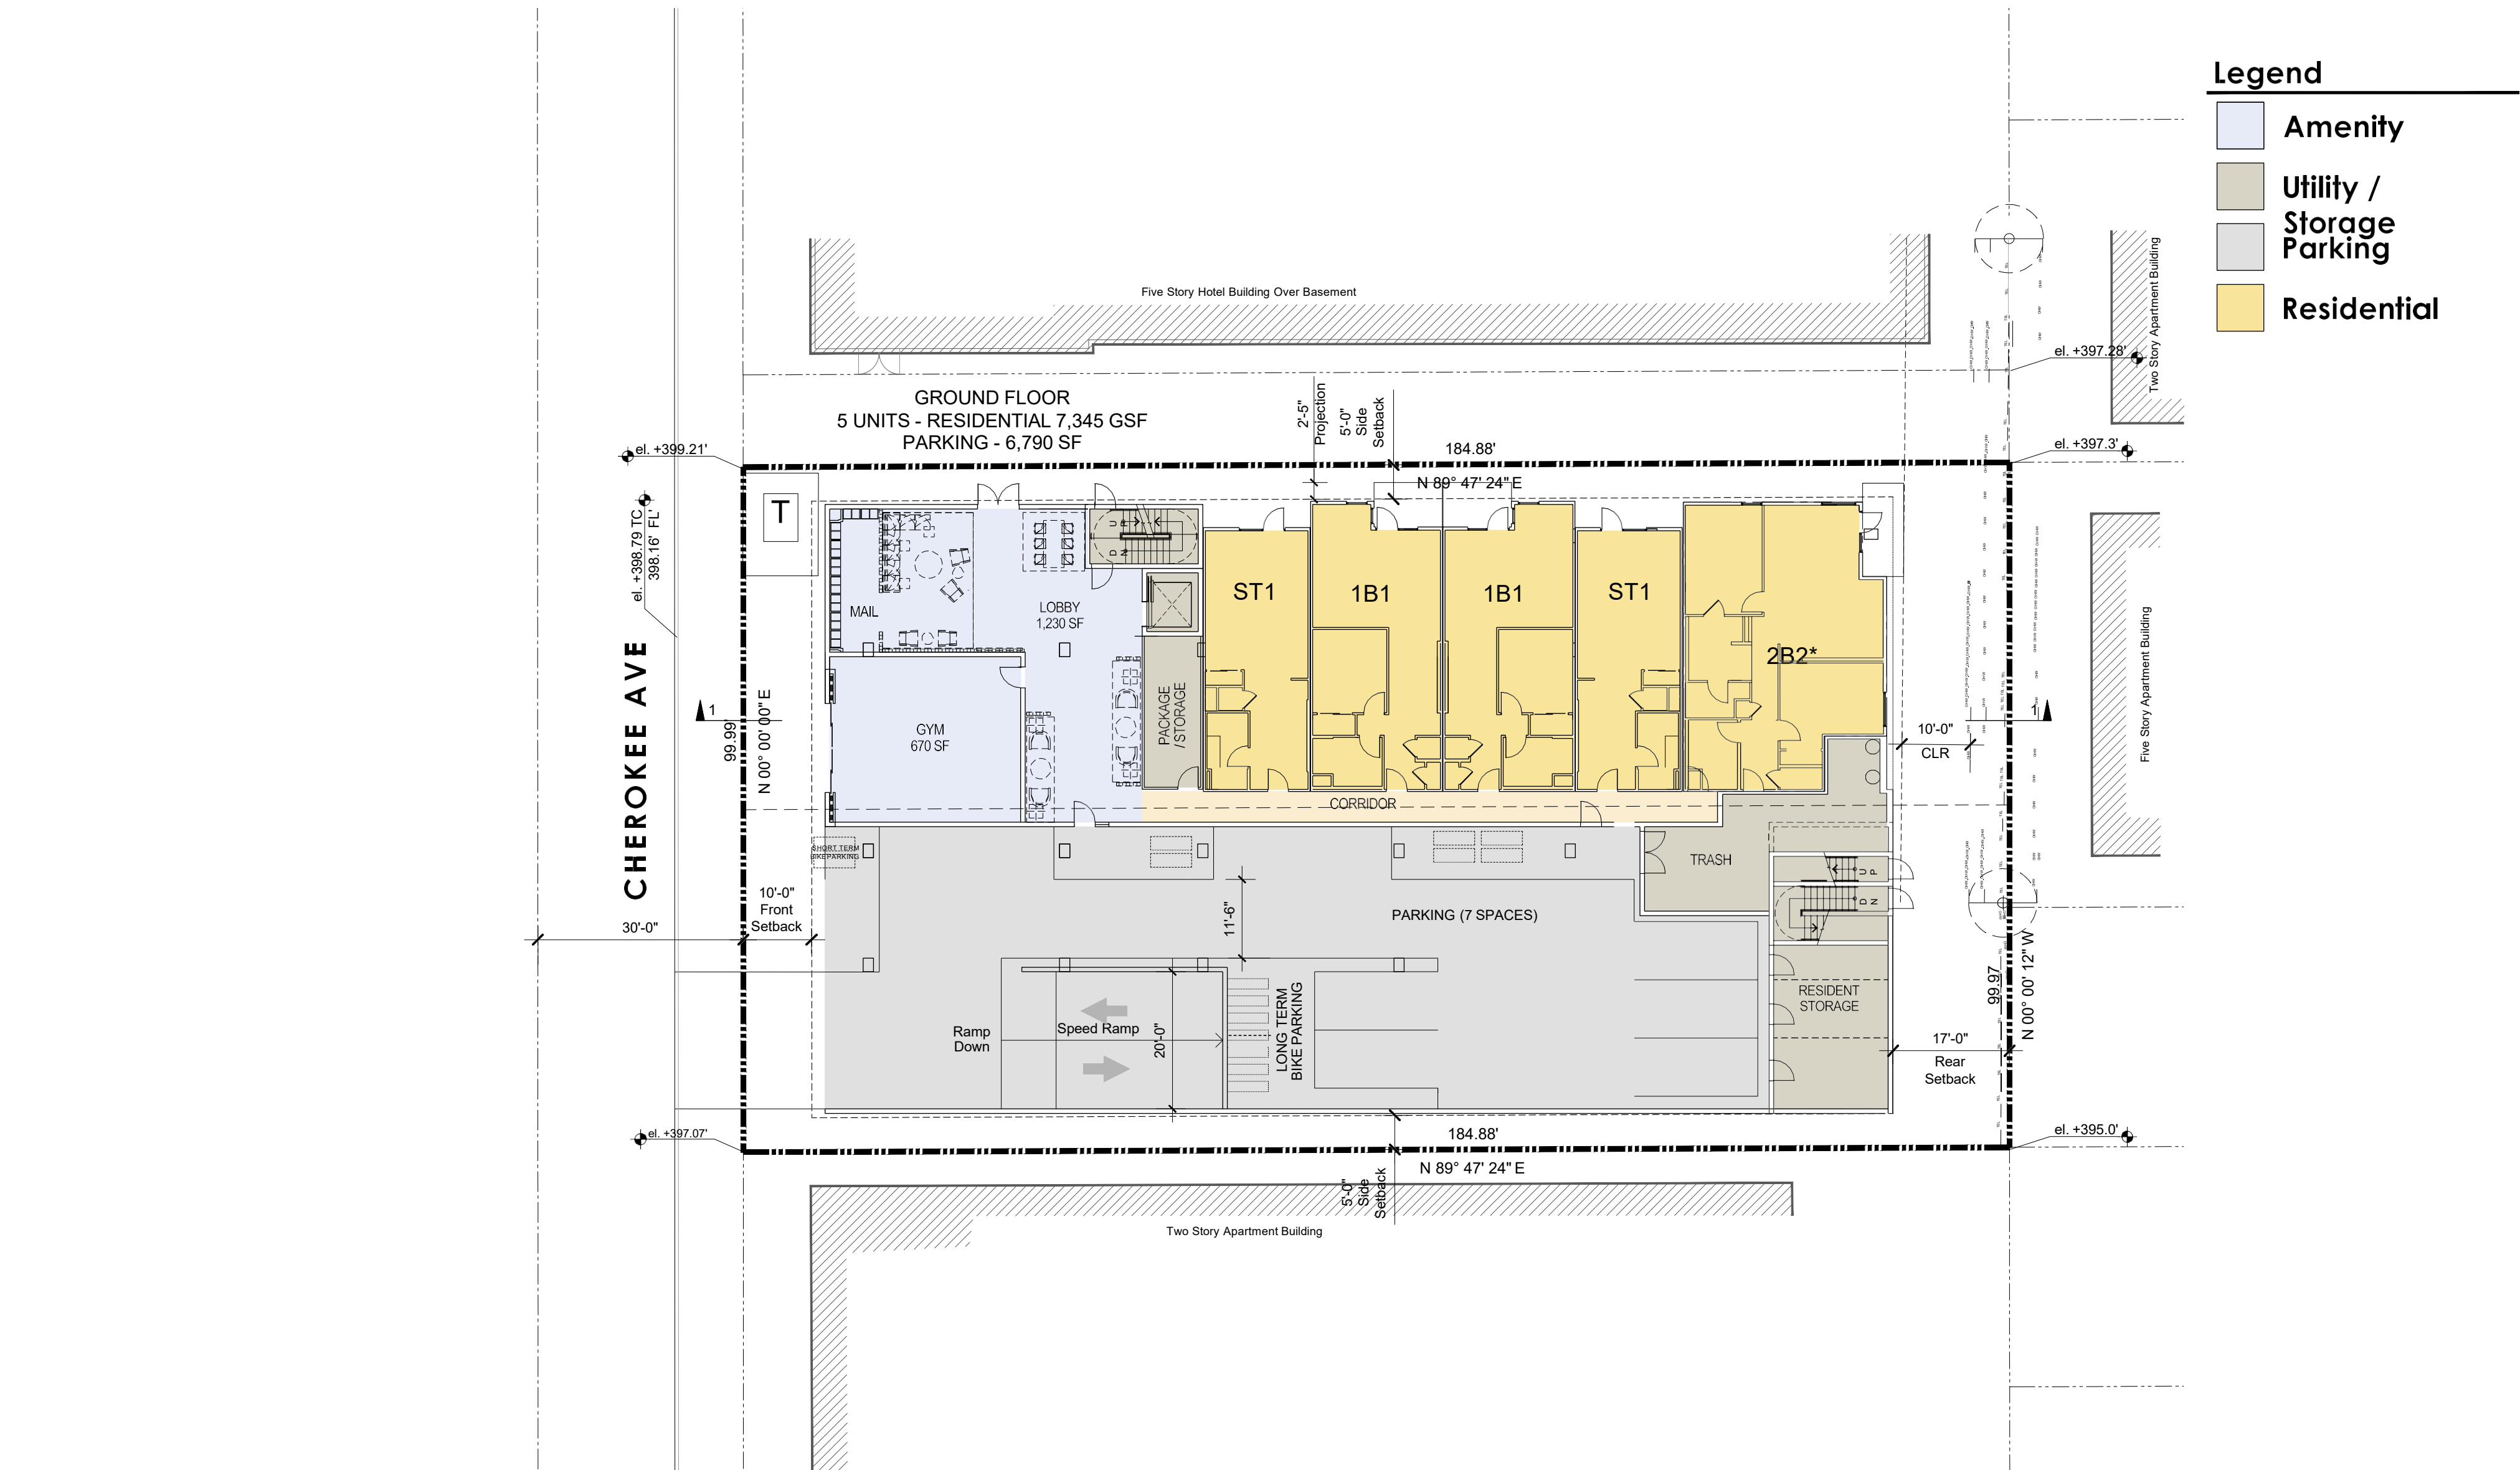 Legend
Amenity
Utility /
Storage
Parking
Residential
Five Story Hotel Building Over Basement
Two Story Apartment Building
el. +397.28'
GROUND FLOOR
5 UNITS - RESIDENTIAL 7,345 GSF
PARKING - 6,790 SF
2'-5"
Projection
5'-0"
Side
Setback
184.88'
N 89° 47' 24" E
el. +399.21'
el. +397.3'
el. +398.79 TC
398.16' FL'
T
UP
DN
MAIL
LOBBY
1,230 SF
ST1
1B1
1B1
ST1
2B2*
GYM
670 SF
PACKAGE
/ STORAGE
CHEROKEE AVE
1
99.99'
N 00° 00' 00" E
1
10'-0"
CLR
Five Story Apartment Building
CORRIDOR
SHORT TERM
BIKE PARKING
TRASH
UP
DN
10'-0"
Front
Setback
30'-0"
11'-6"
PARKING (7 SPACES)
Ramp
Down
Speed Ramp
20'-0"
LONG TERM
BIKE PARKING
RESIDENT
STORAGE
99.97
N 00° 00' 12" W
17'-0"
Rear
Setback
el. +397.07'
184.88'
el. +395.0'
N 89° 47' 24" E
5'-0"
Side
Setback
Two Story Apartment Building